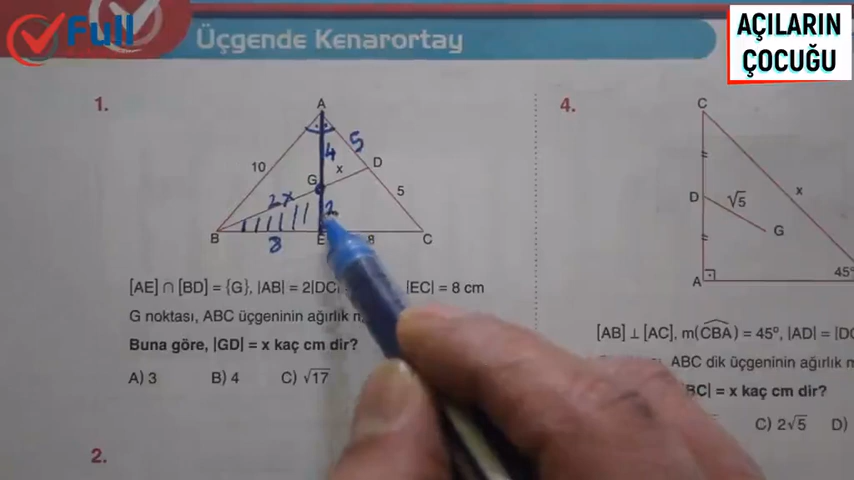 Full
AÇILARIN
ÇOCUĞU
Üçgende Kenarortay
1.
A
10
4
5
G
x
D
2x
5
2
B
8
E
8
C
[AE] ∩ [BD] = {G}, |AB| = 2|DC|
|EC| = 8 cm
G noktası, ABC üçgeninin ağırlık
Buna göre, |GD| = x kaç cm dir?
A) 3 B) 4 C) √17
2.
4.
C
D
√5
x
G
A
45°
[AB] ⊥ [AC], m(CBA) = 45°, |AD| = |DC
ABC dik üçgeninin ağırlık m
BC| = x kaç cm dir?
C) 2√5 D)